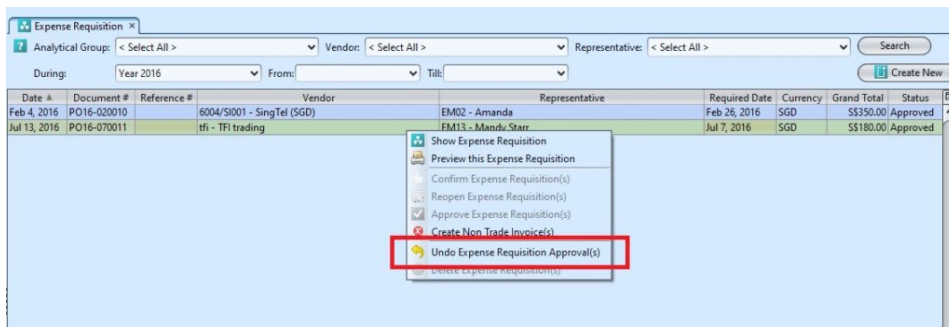 Expense Requisition ×
? Analytical Group: < Select All > Vendor: < Select All > Representative: < Select All > Search
During: Year 2016 From: Till: Create New
Date Document # Reference # Vendor Representative Required Date Currency Grand Total Status
Feb 4, 2016 PO16-020010 6004/SI001 - SingTel (SGD) EM02 - Amanda Feb 26, 2016 SGD S$350.00 Approved
Jul 13, 2016 PO16-070011 tfi - TFI trading EM13 - Mandy Starr Jul 7, 2016 SGD S$180.00 Approved
Show Expense Requisition
Preview this Expense Requisition
Confirm Expense Requisition(s)
Reopen Expense Requisition(s)
Approve Expense Requisition(s)
Create Non Trade Invoice(s)
Undo Expense Requisition Approval(s)
Delete Expense Requisition(s)